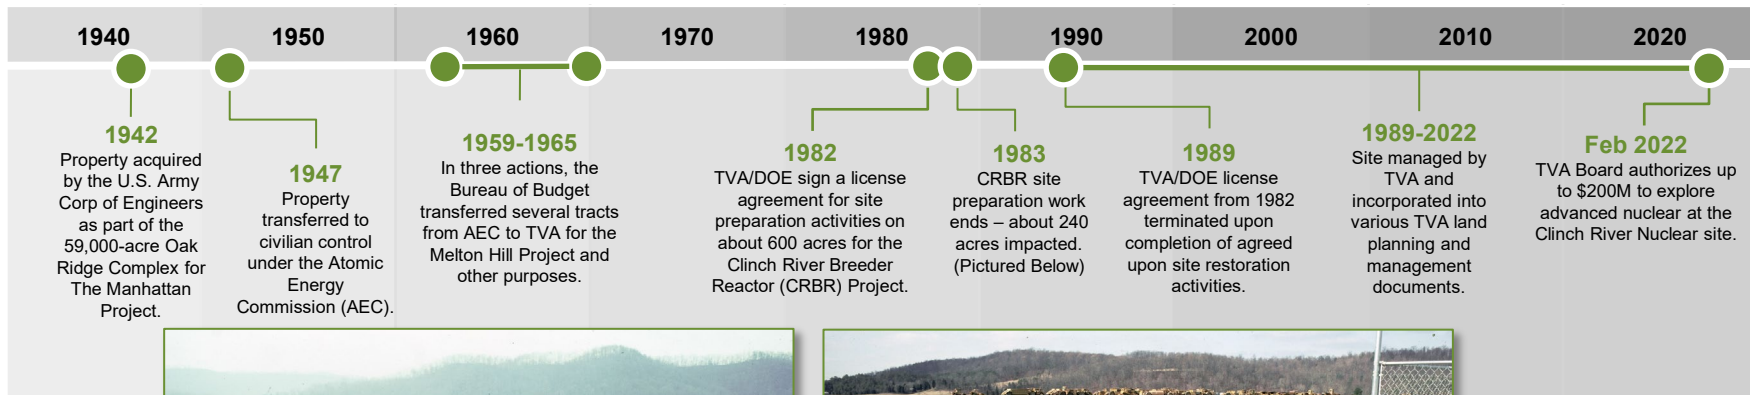 1940
1950
1960
1970
1980
1990
2000
2010
2020
1942
Property acquired
by the U.S. Army
Corp of Engineers
as part of the
59,000-acre Oak
Ridge Complex for
The Manhattan
Project.
1947
Property
transferred to
civilian control
under the Atomic
Energy
Commission (AEC).
1959-1965
In three actions, the
Bureau of Budget
transferred several tracts
from AEC to TVA for the
Melton Hill Project and
other purposes.
1982
TVA/DOE sign a license
agreement for site
preparation activities on
about 600 acres for the
Clinch River Breeder
Reactor (CRBR) Project.
1983
CRBR site
preparation work
ends – about 240
acres impacted.
(Pictured Below)
1989
TVA/DOE license
agreement from 1982
terminated upon
completion of agreed
upon site restoration
activities.
1989-2022
Site managed by
TVA and
incorporated into
various TVA land
planning and
management
documents.
Feb 2022
TVA Board authorizes up
to $200M to explore
advanced nuclear at the
Clinch River Nuclear site.